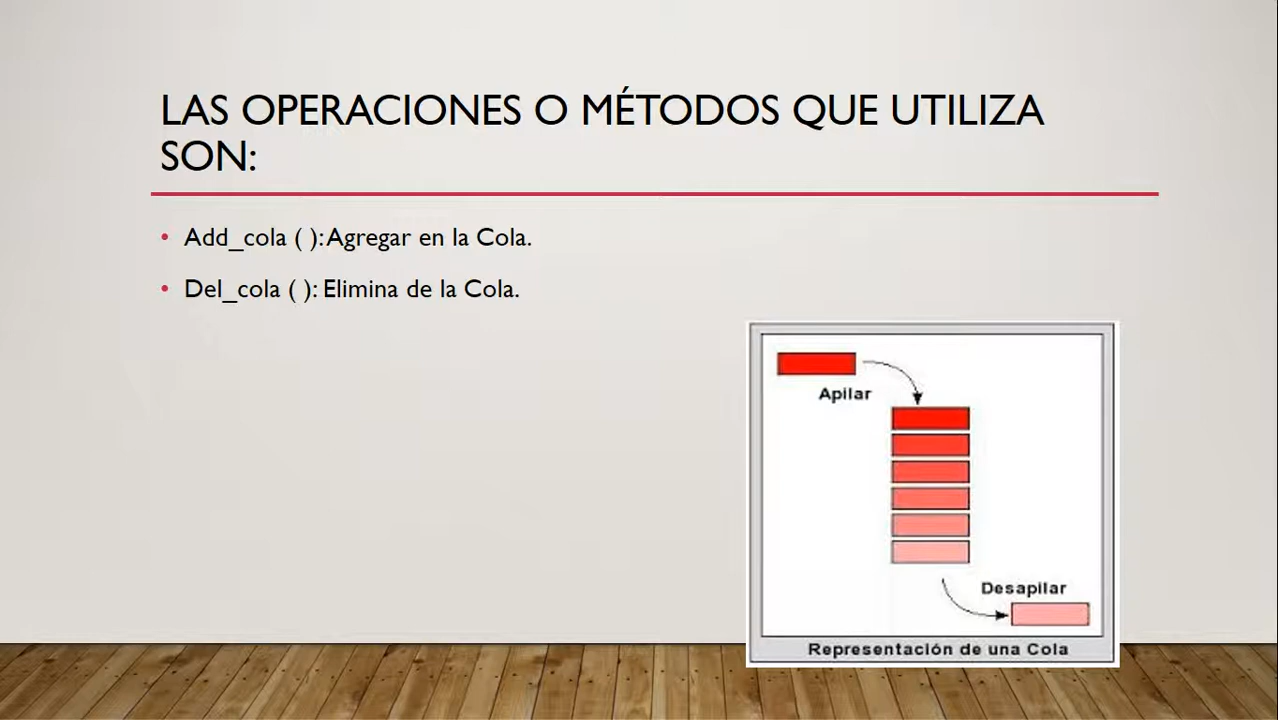 LAS OPERACIONES O MÉTODOS QUE UTILIZA
SON:
• Add_cola ( ): Agregar en la Cola.
• Del_cola ( ): Elimina de la Cola.
Apilar
Desapilar
Representación de una Cola